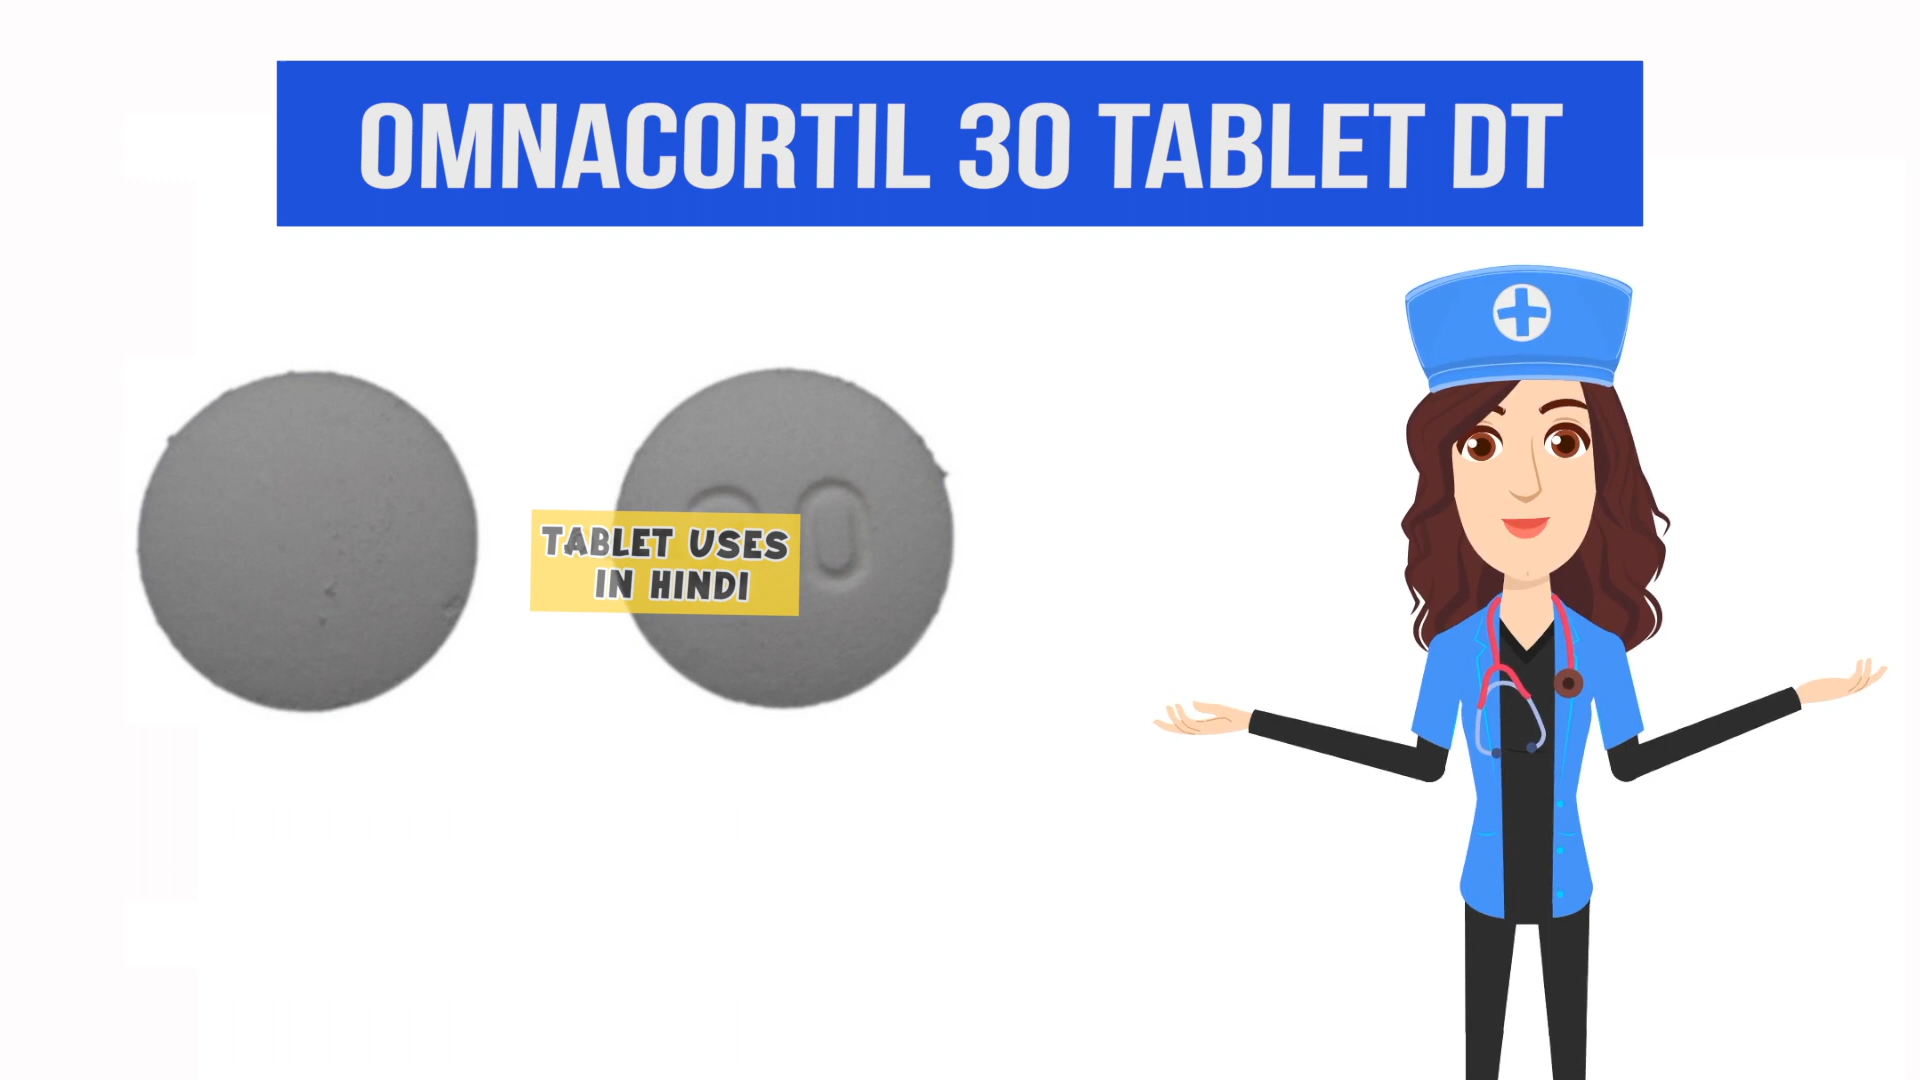 OMNACORTIL 30 TABLET DT
TABLET USES
IN HINDI